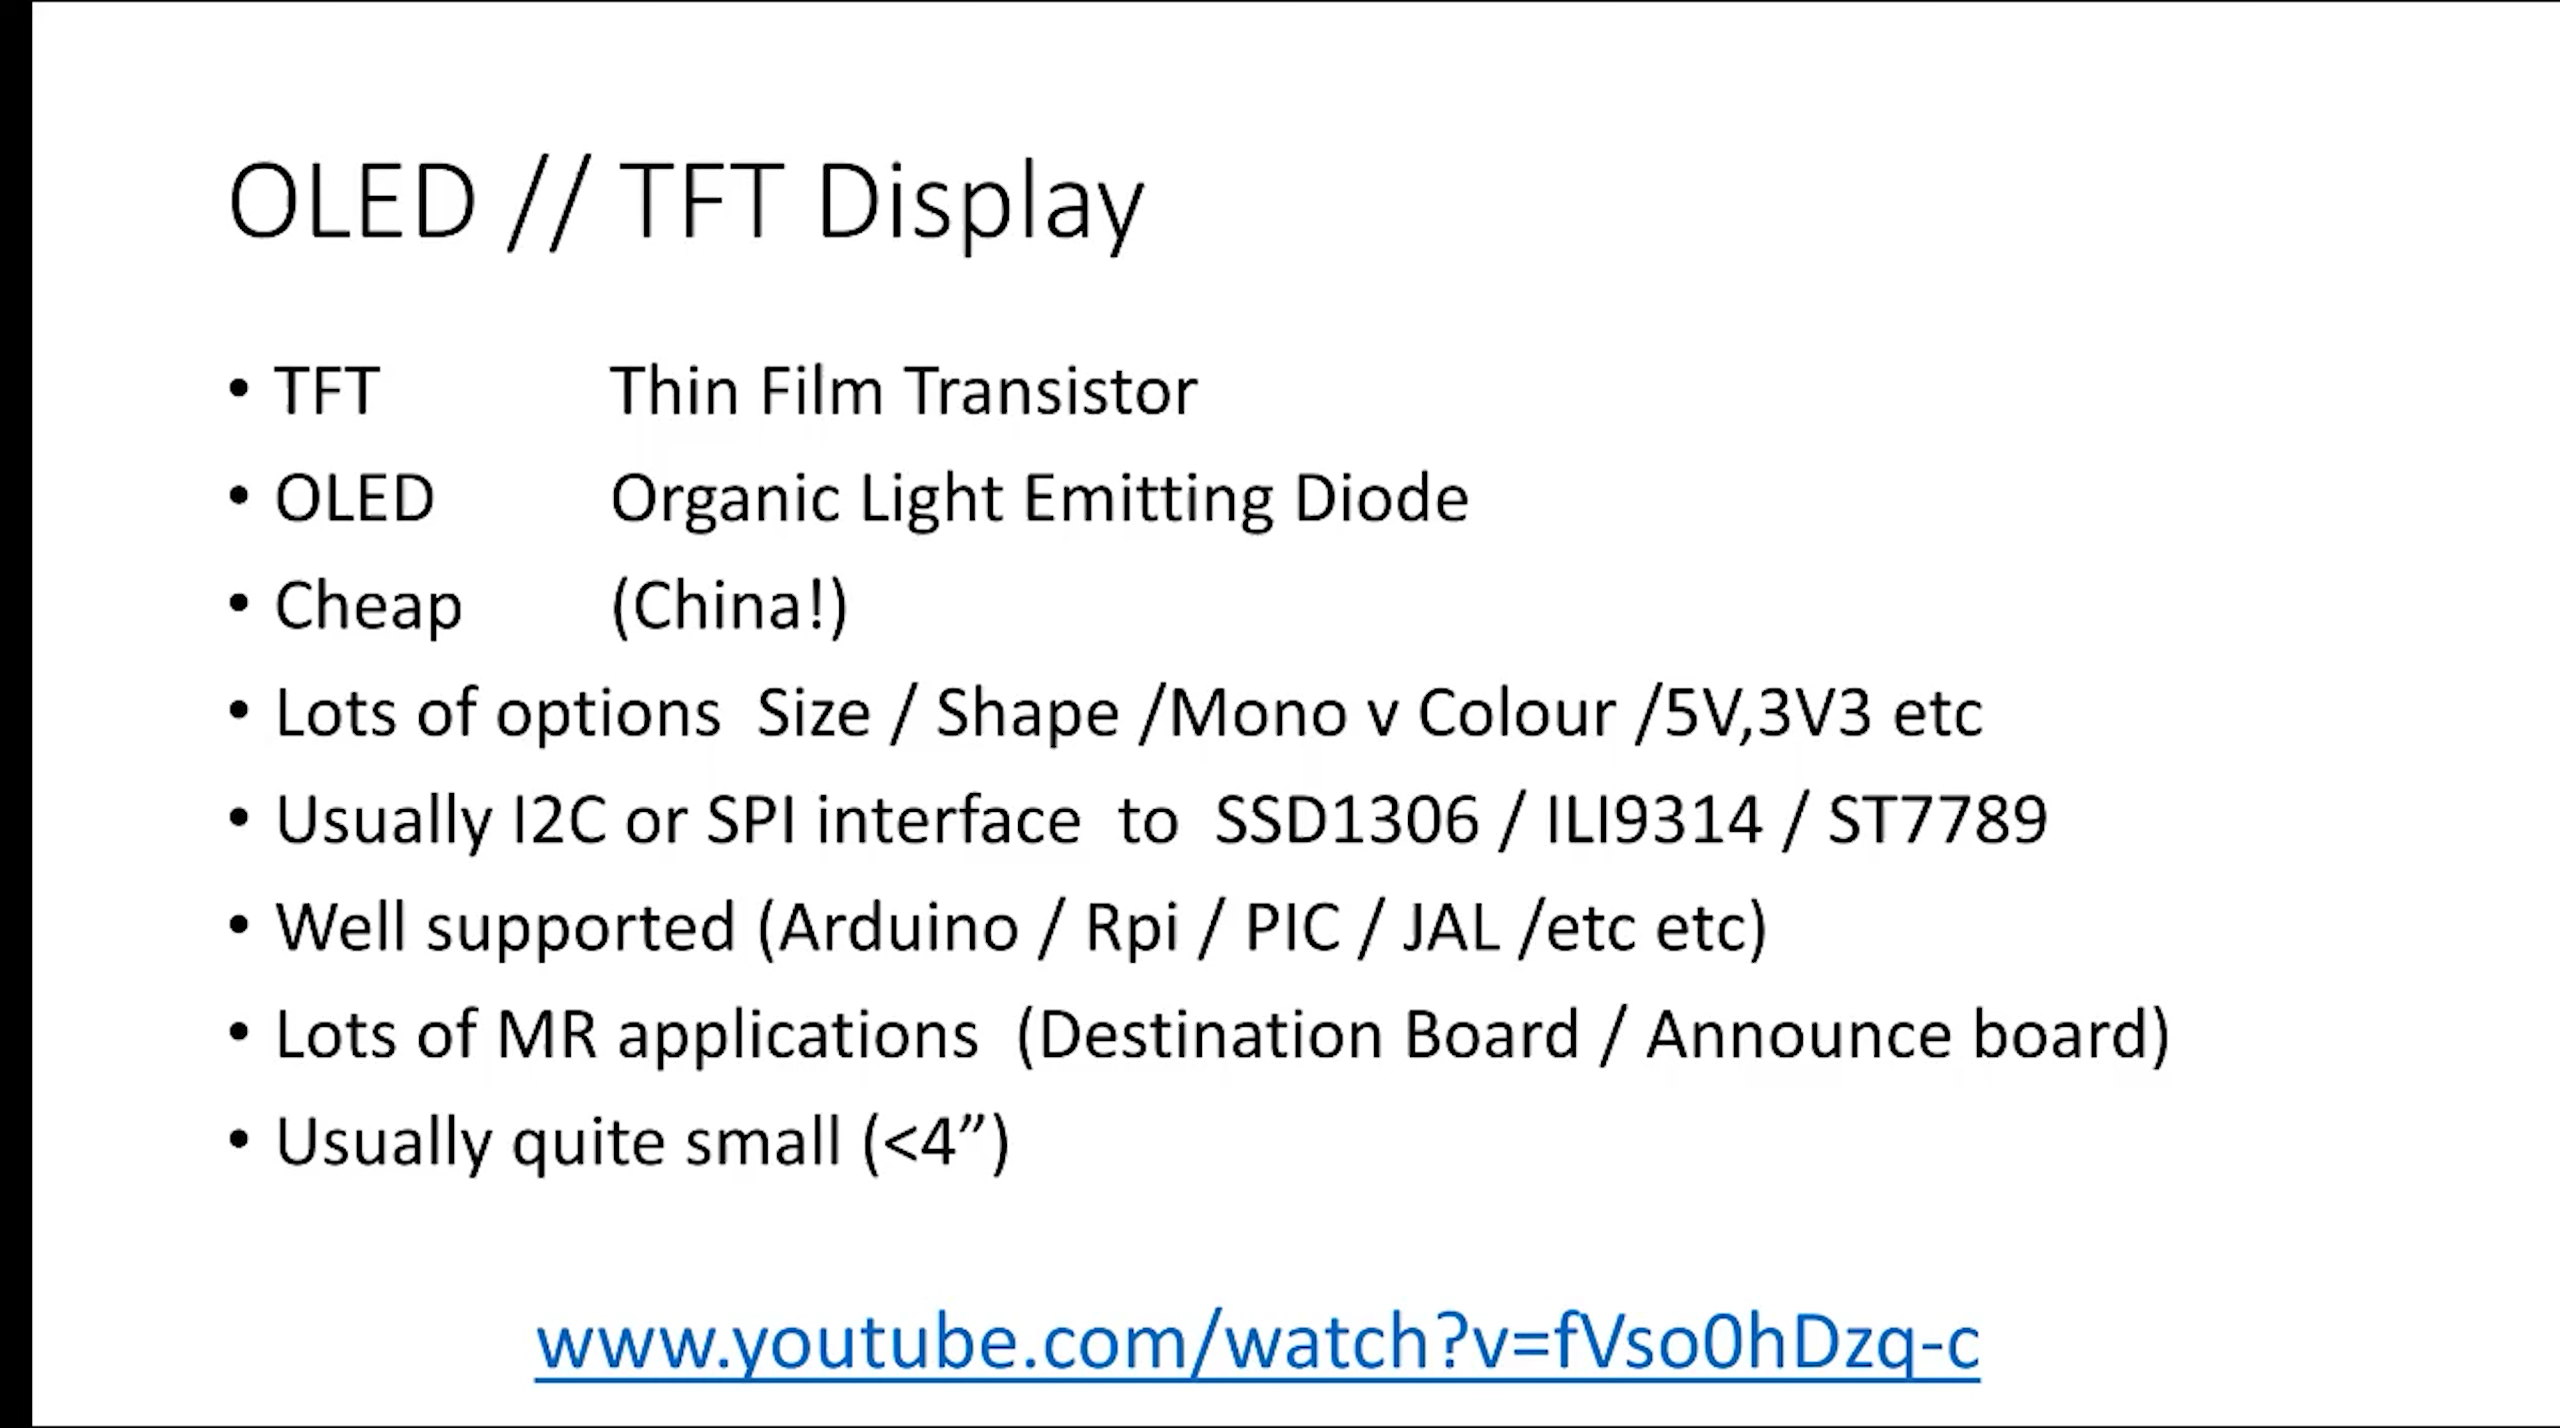 OLED // TFT Display
• TFT Thin Film Transistor
• OLED Organic Light Emitting Diode
• Cheap (China!)
• Lots of options Size / Shape /Mono v Colour /5V,3V3 etc
• Usually I2C or SPI interface to SSD1306 / ILI9314 / ST7789
• Well supported (Arduino / Rpi / PIC / JAL /etc etc)
• Lots of MR applications (Destination Board / Announce board)
• Usually quite small (<4”)
www.youtube.com/watch?v=fVso0hDzq-c